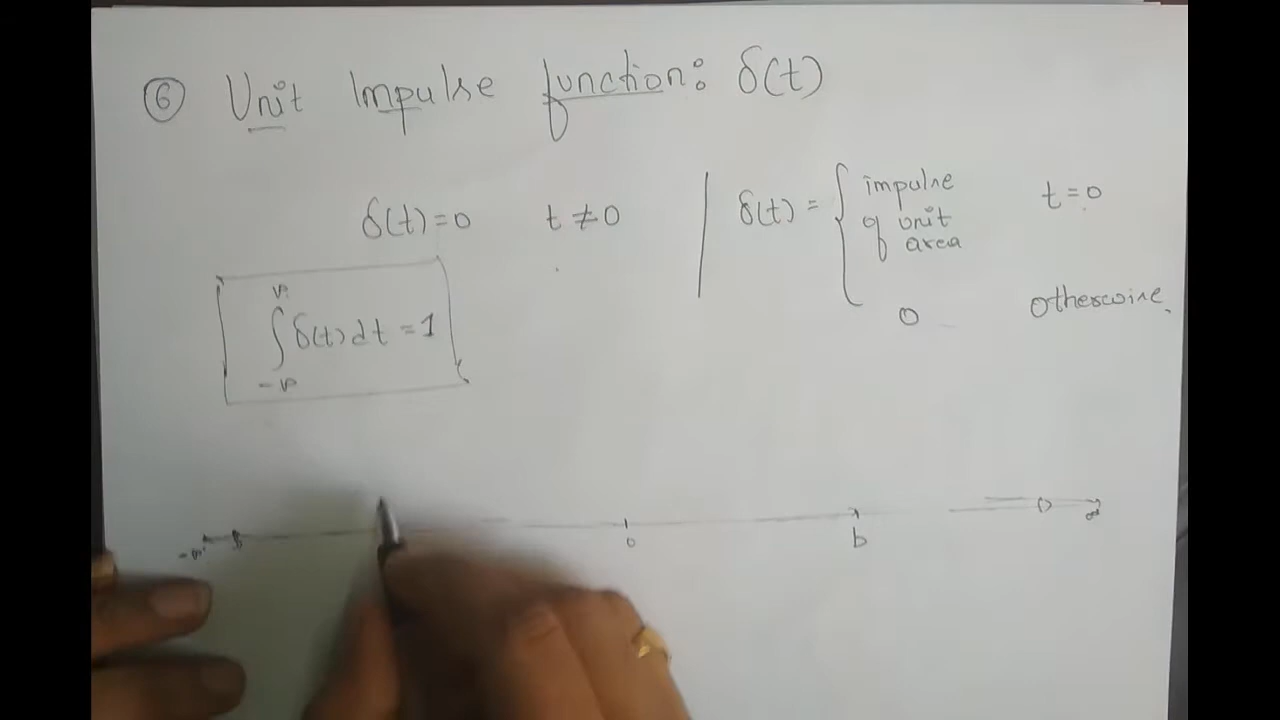 ⑥ Unit Impulse function: δ(t)
δ(t)=0 t≠0
∞
∫ δ(t)dt = 1
-∞
δ(t) = { impulse t=0
of unit
area
0 otherwise.
-∞ 0 b ∞